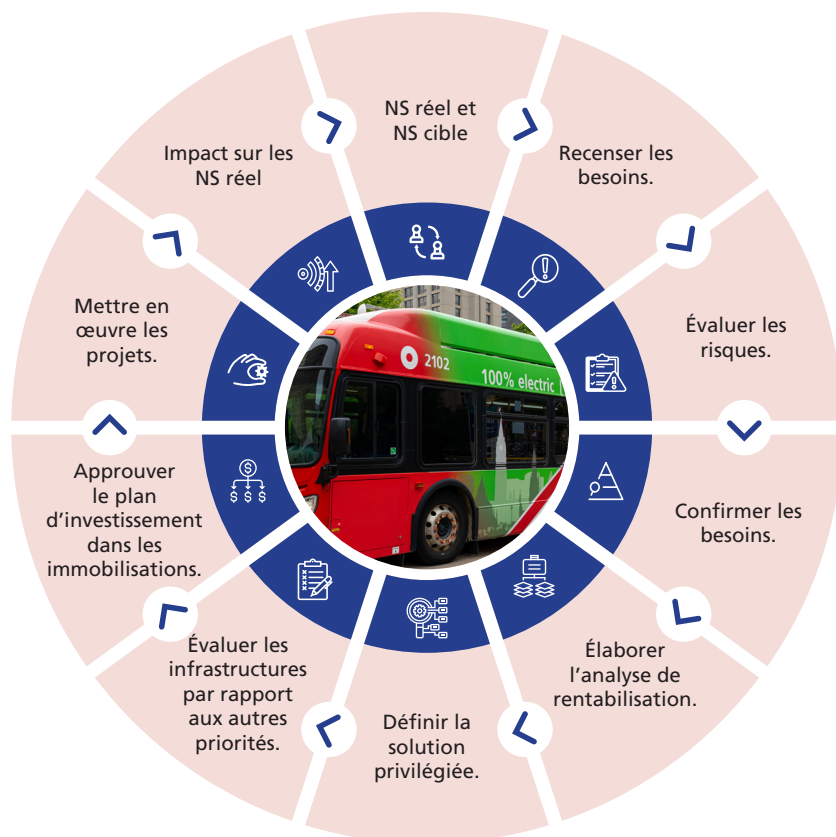 NS réel et
NS cible
Recenser les
besoins.
Évaluer les
risques.
Confirmer les
besoins.
Élaborer
l’analyse de
rentabilisation.
Définir la
solution
privilégiée.
Évaluer les
infrastructures
par rapport
aux autres
priorités.
Approuver
le plan
d’investissement
dans les
immobilisations.
Mettre en
œuvre les
projets.
Impact sur les
NS réel
2102
100% electric
$
$ $ $ $